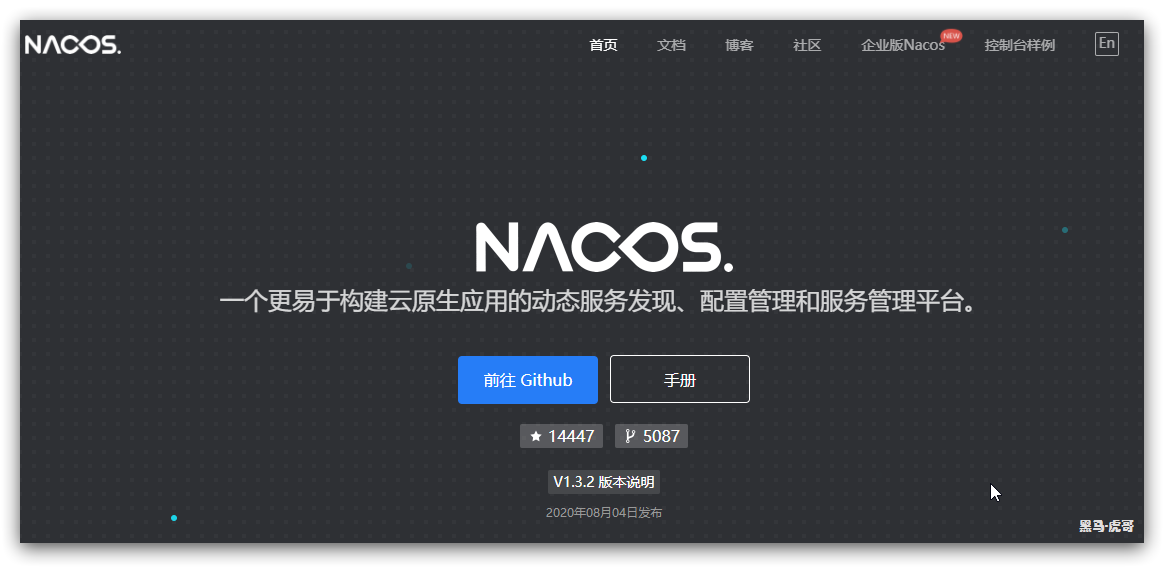 NACOS.
首页 文档 博客 社区 企业版Nacos NEW 控制台样例 En
NACOS.
一个更易于构建云原生应用的动态服务发现、配置管理和服务管理平台。
前往 Github 手册
14447 5087
V1.3.2 版本说明
2020年08月04日发布
黑马-虎哥